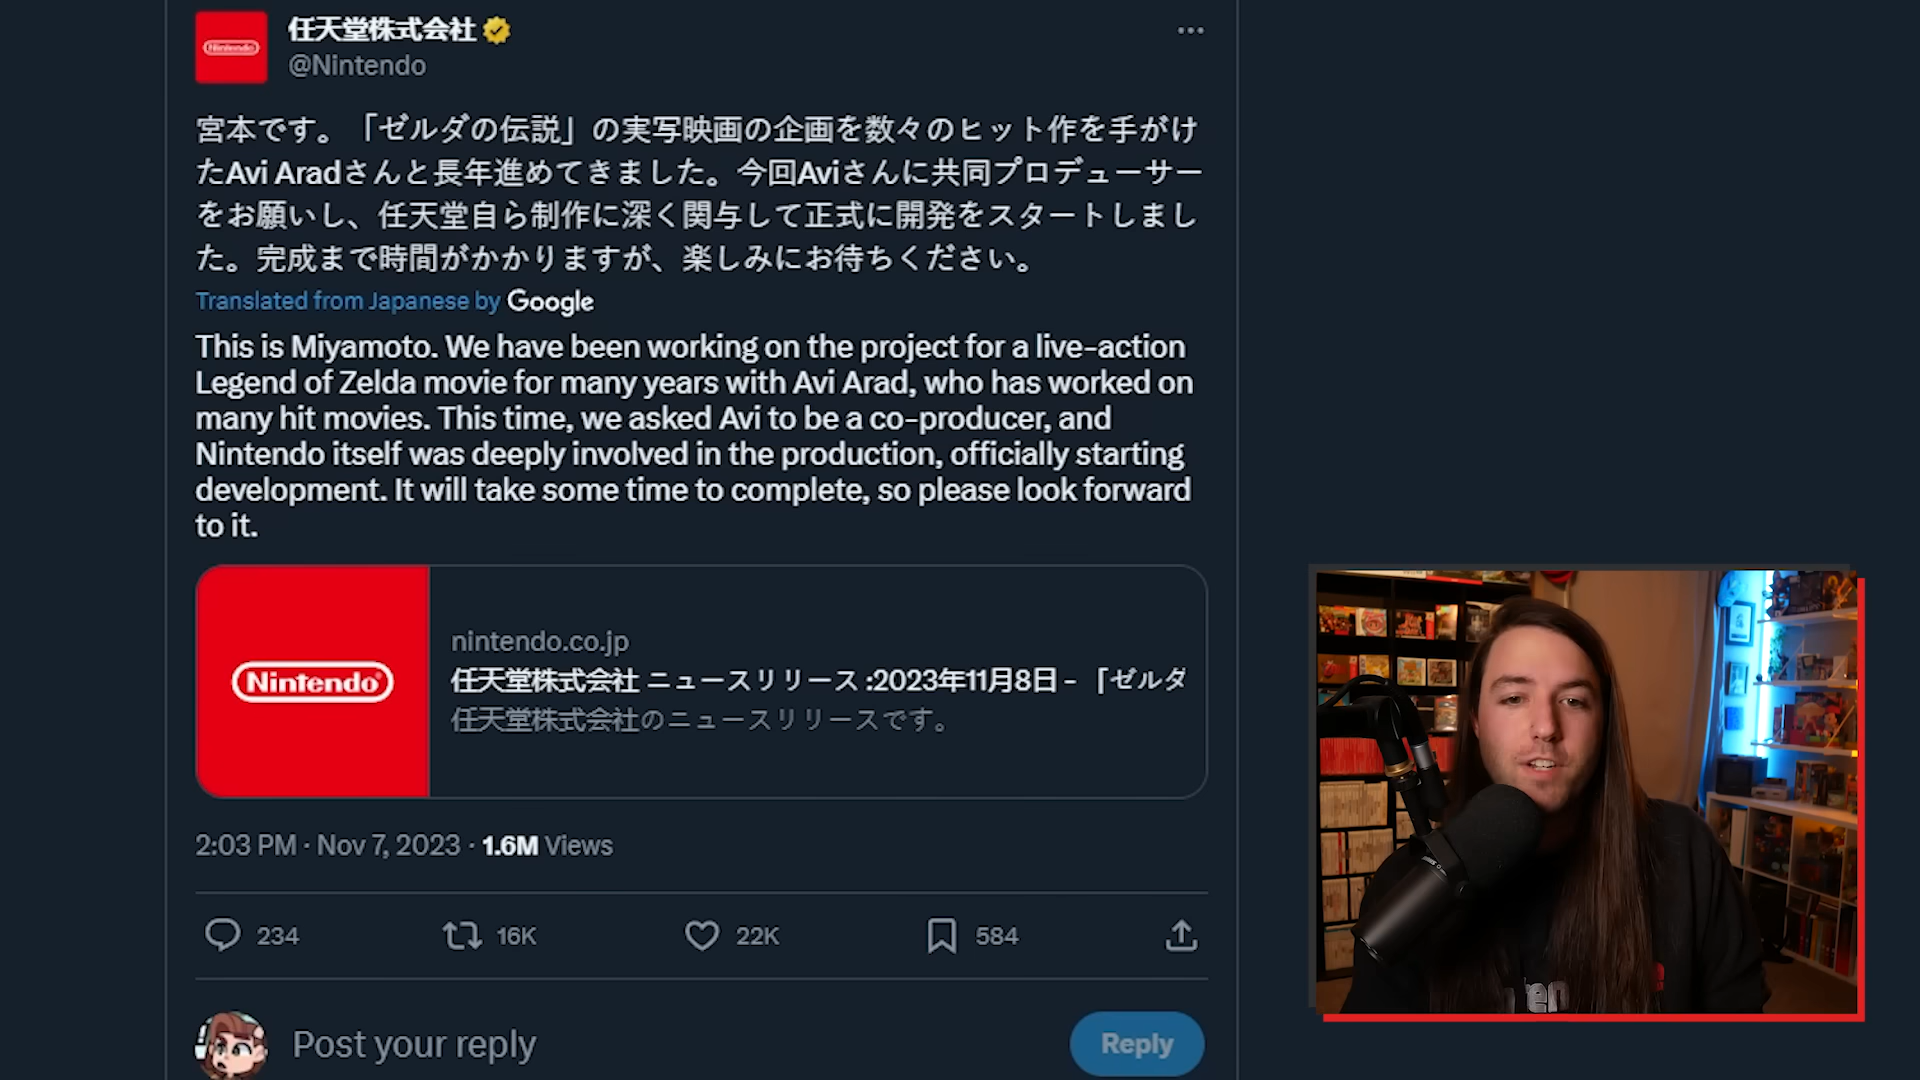 任天堂株式会社
@Nintendo
宮本です。「ゼルダの伝説」の実写映画の企画を数々のヒット作を手がけ
たAvi Aradさんと長年進めてきました。今回Aviさんに共同プロデューサー
をお願いし、任天堂自ら制作に深く関与して正式に開発をスタートしまし
た。完成まで時間がかかりますが、楽しみにお待ちください。
Translated from Japanese by Google
This is Miyamoto. We have been working on the project for a live-action
Legend of Zelda movie for many years with Avi Arad, who has worked on
many hit movies. This time, we asked Avi to be a co-producer, and
Nintendo itself was deeply involved in the production, officially starting
development. It will take some time to complete, so please look forward
to it.
Nintendo
nintendo.co.jp
任天堂株式会社 ニュースリリース :2023年11月8日 - 「ゼルダ
任天堂株式会社のニュースリリースです。
2:03 PM · Nov 7, 2023 · 1.6M Views
234 16K 22K 584
Post your reply
Reply